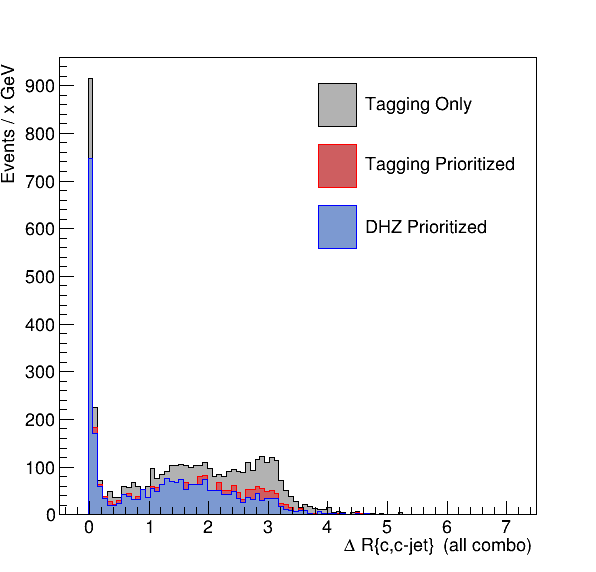 Events / x GeV
900
800
700
600
500
400
300
200
100
0
Tagging Only
Tagging Prioritized
DHZ Prioritized
0 1 2 3 4 5 6 7
Δ R{c,c-jet} (all combo)